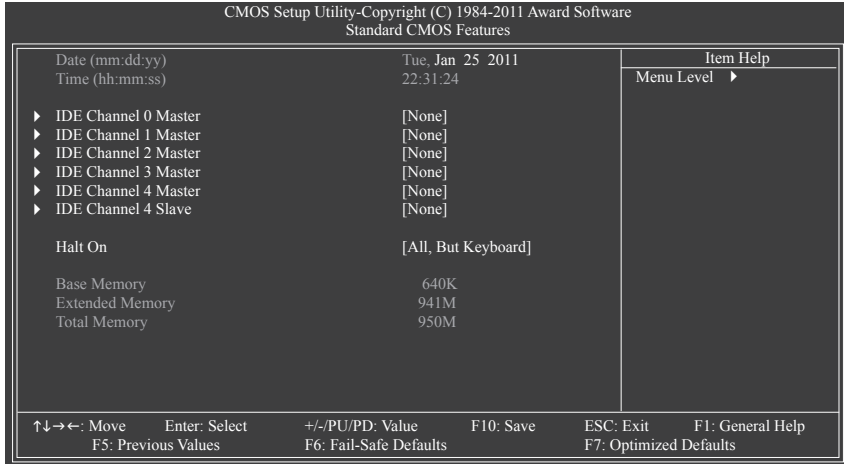 CMOS Setup Utility-Copyright (C) 1984-2011 Award Software
Standard CMOS Features
Date (mm:dd:yy) Tue, Jan 25 2011
Time (hh:mm:ss) 22:31:24
IDE Channel 0 Master [None]
IDE Channel 1 Master [None]
IDE Channel 2 Master [None]
IDE Channel 3 Master [None]
IDE Channel 4 Master [None]
IDE Channel 4 Slave [None]
Halt On [All, But Keyboard]
Base Memory 640K
Extended Memory 941M
Total Memory 950M
Item Help
Menu Level ▶
↑↓→←: Move Enter: Select +/-/PU/PD: Value F10: Save ESC: Exit F1: General Help
F5: Previous Values F6: Fail-Safe Defaults F7: Optimized Defaults